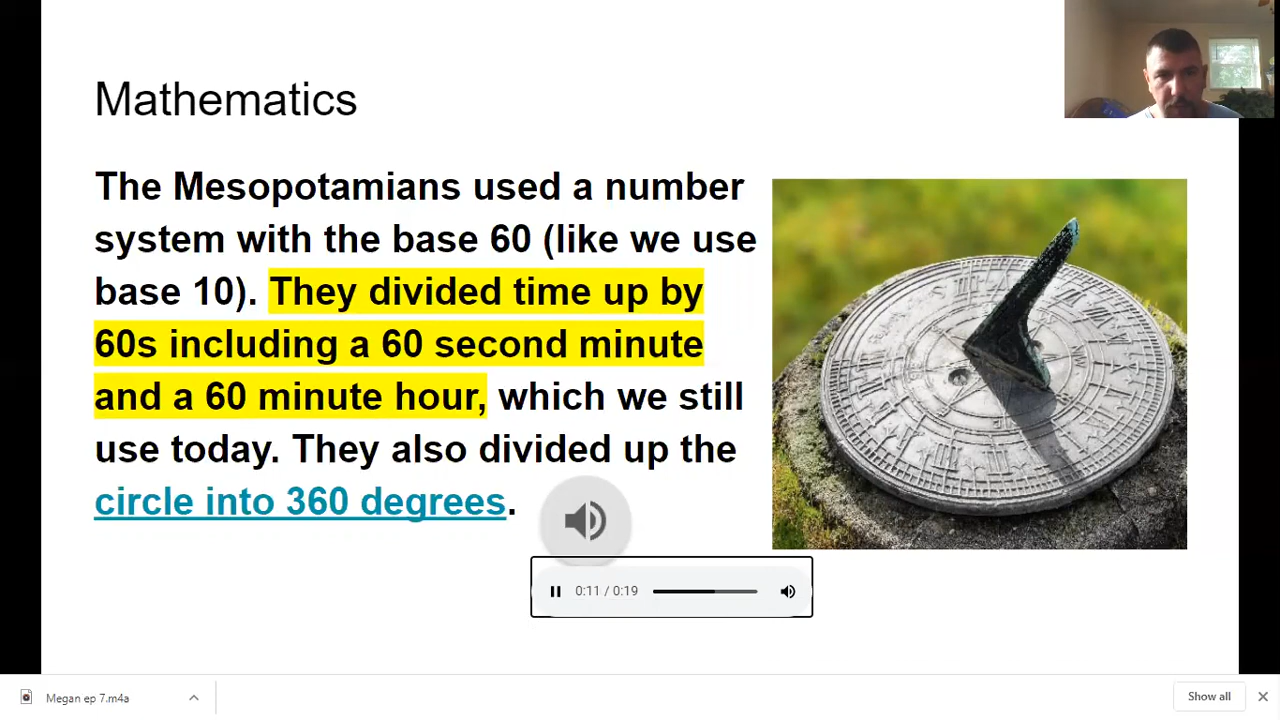 Mathematics
The Mesopotamians used a number
system with the base 60 (like we use
base 10). They divided time up by
60s including a 60 second minute
and a 60 minute hour, which we still
use today. They also divided up the
circle into 360 degrees.
0:11 / 0:19
Megan ep 7.m4a
Show all